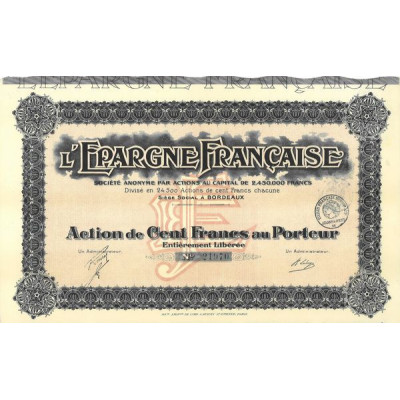 L'EPARGNE FRANÇAISE
L'EPARGNE FRANÇAISE
SOCIÉTÉ ANONYME PAR ACTIONS AU CAPITAL DE 2.450.000 FRANCS
Divisé en 24.500 Actions de cent francs chacune
SIÈGE SOCIAL À BORDEAUX
Action de Cent Francs au Porteur
Entièrement Libérée
Un Administrateur
Un Administrateur